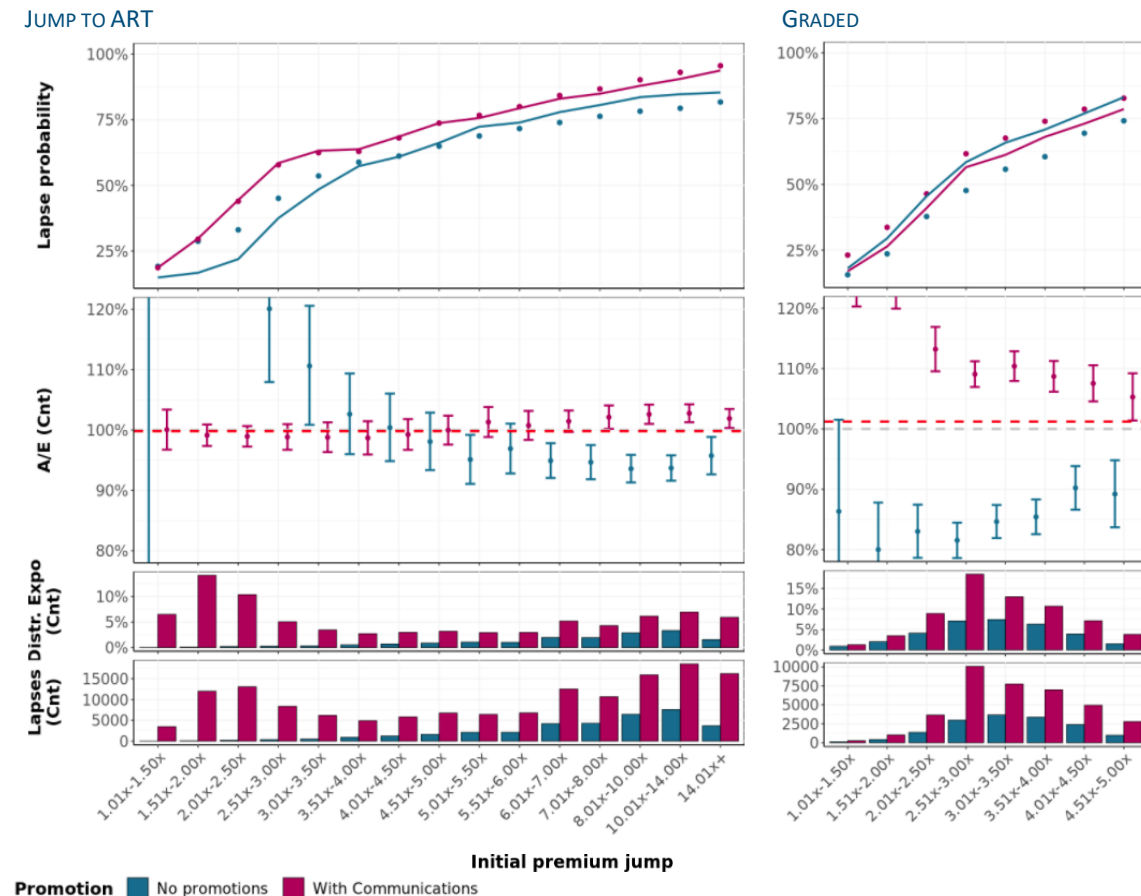 JUMP TO ART
GRADED
Lapse probability
100%
75%
50%
25%
100%
75%
50%
25%
A/E (Cnt)
120%
110%
100%
90%
80%
120%
110%
100%
90%
80%
Distr. Expo
(Cnt)
10%
5%
0%
15%
10%
5%
0%
Lapses
(Cnt)
15000
10000
5000
0
10000
7500
5000
2500
0
1.01x-1.50x
1.51x-2.00x
2.01x-2.50x
2.51x-3.00x
3.01x-3.50x
3.51x-4.00x
4.01x-4.50x
4.51x-5.00x
5.01x-5.50x
5.51x-6.00x
6.01x-7.00x
7.01x-8.00x
8.01x-10.00x
10.01x-14.00x
14.01x+
1.01x-1.50x
1.51x-2.00x
2.01x-2.50x
2.51x-3.00x
3.01x-3.50x
3.51x-4.00x
4.01x-4.50x
4.51x-5.00x
Initial premium jump
Promotion No promotions With Communications